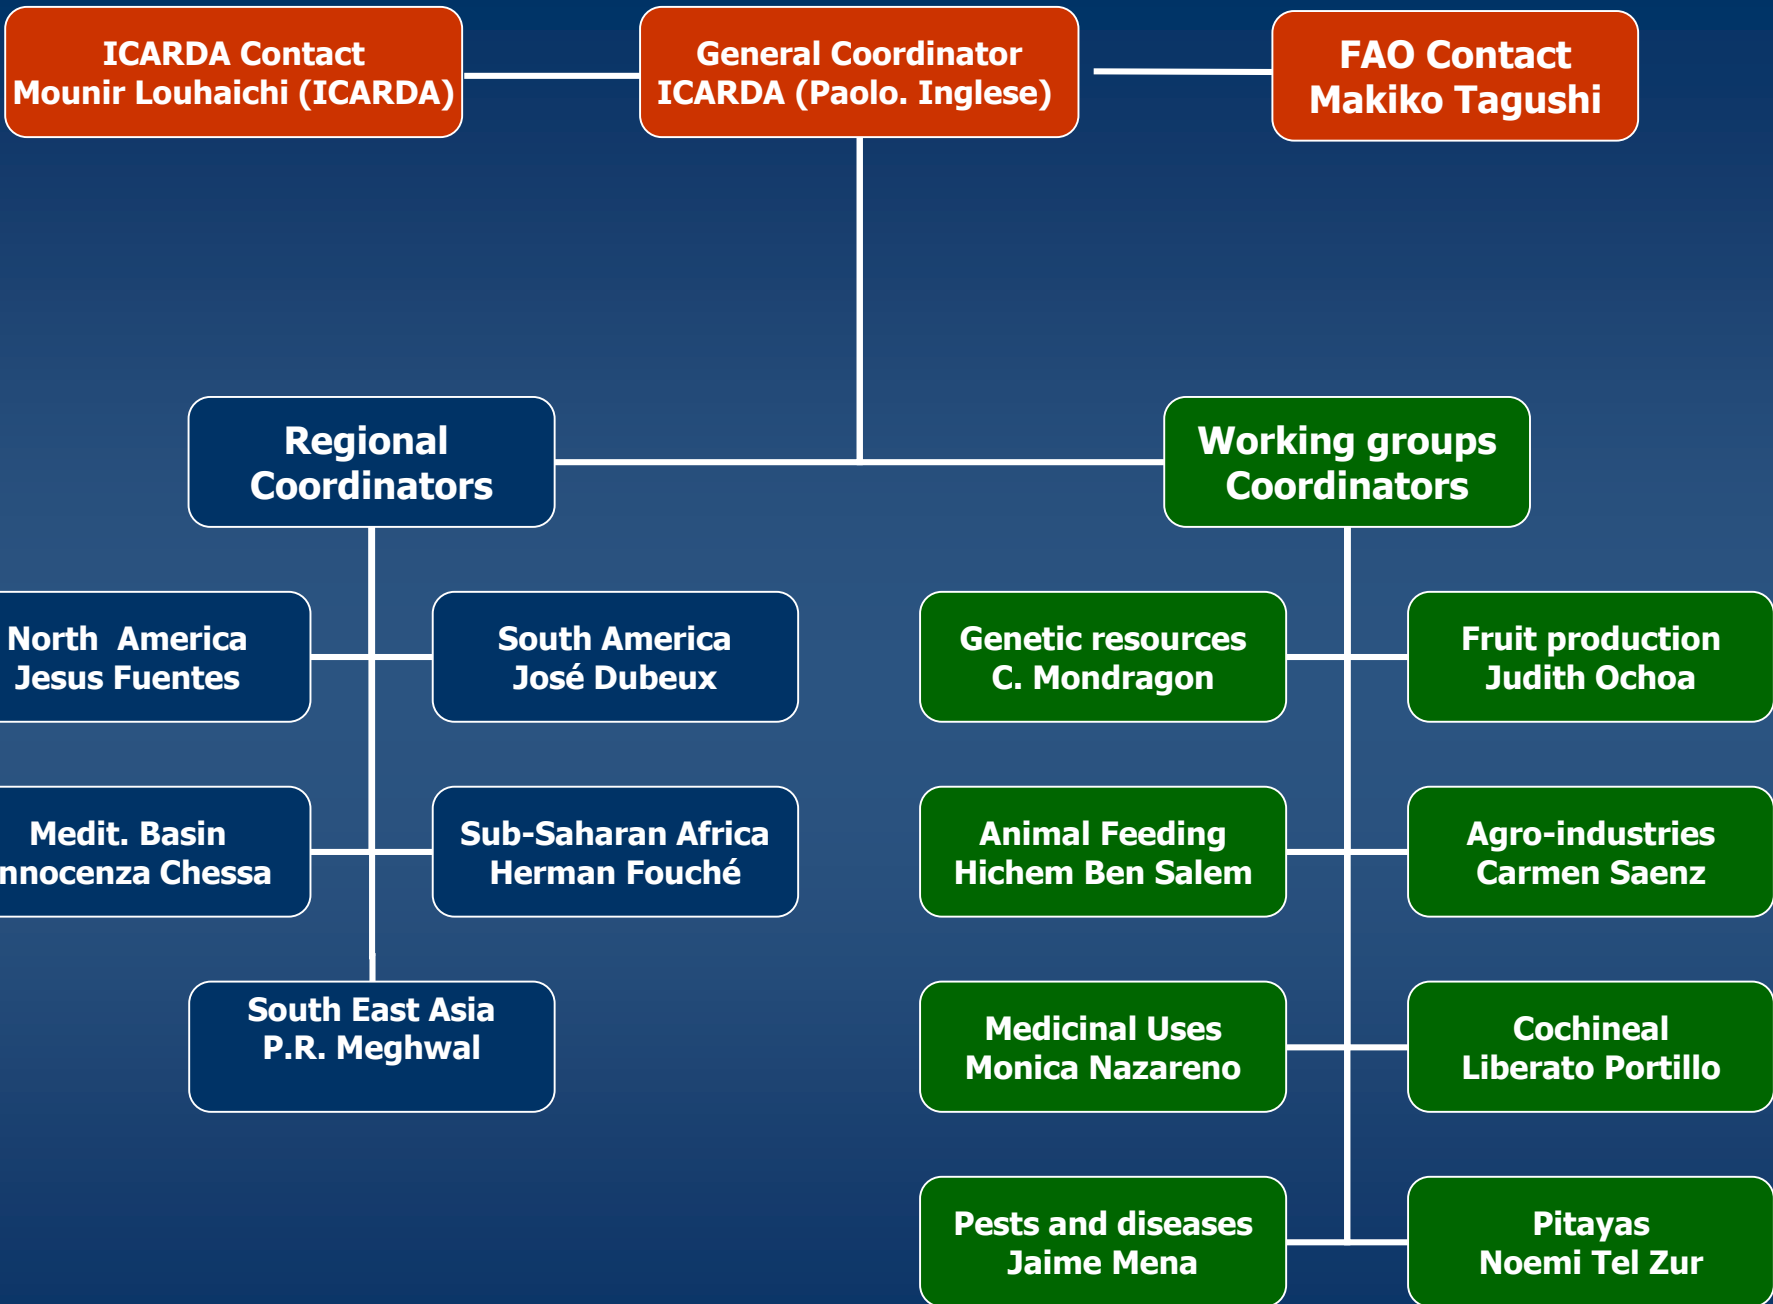 ICARDA Contact
Mounir Louhaichi (ICARDA)
General Coordinator
ICARDA (Paolo. Inglese)
FAO Contact
Makiko Tagushi
Regional
Coordinators
Working groups
Coordinators
North America
Jesus Fuentes
South America
José Dubeux
Genetic resources
C. Mondragon
Fruit production
Judith Ochoa
Medit. Basin
nnocenza Chessa
Sub-Saharan Africa
Herman Fouché
Animal Feeding
Hichem Ben Salem
Agro-industries
Carmen Saenz
South East Asia
P.R. Meghwal
Medicinal Uses
Monica Nazareno
Cochineal
Liberato Portillo
Pests and diseases
Jaime Mena
Pitayas
Noemi Tel Zur